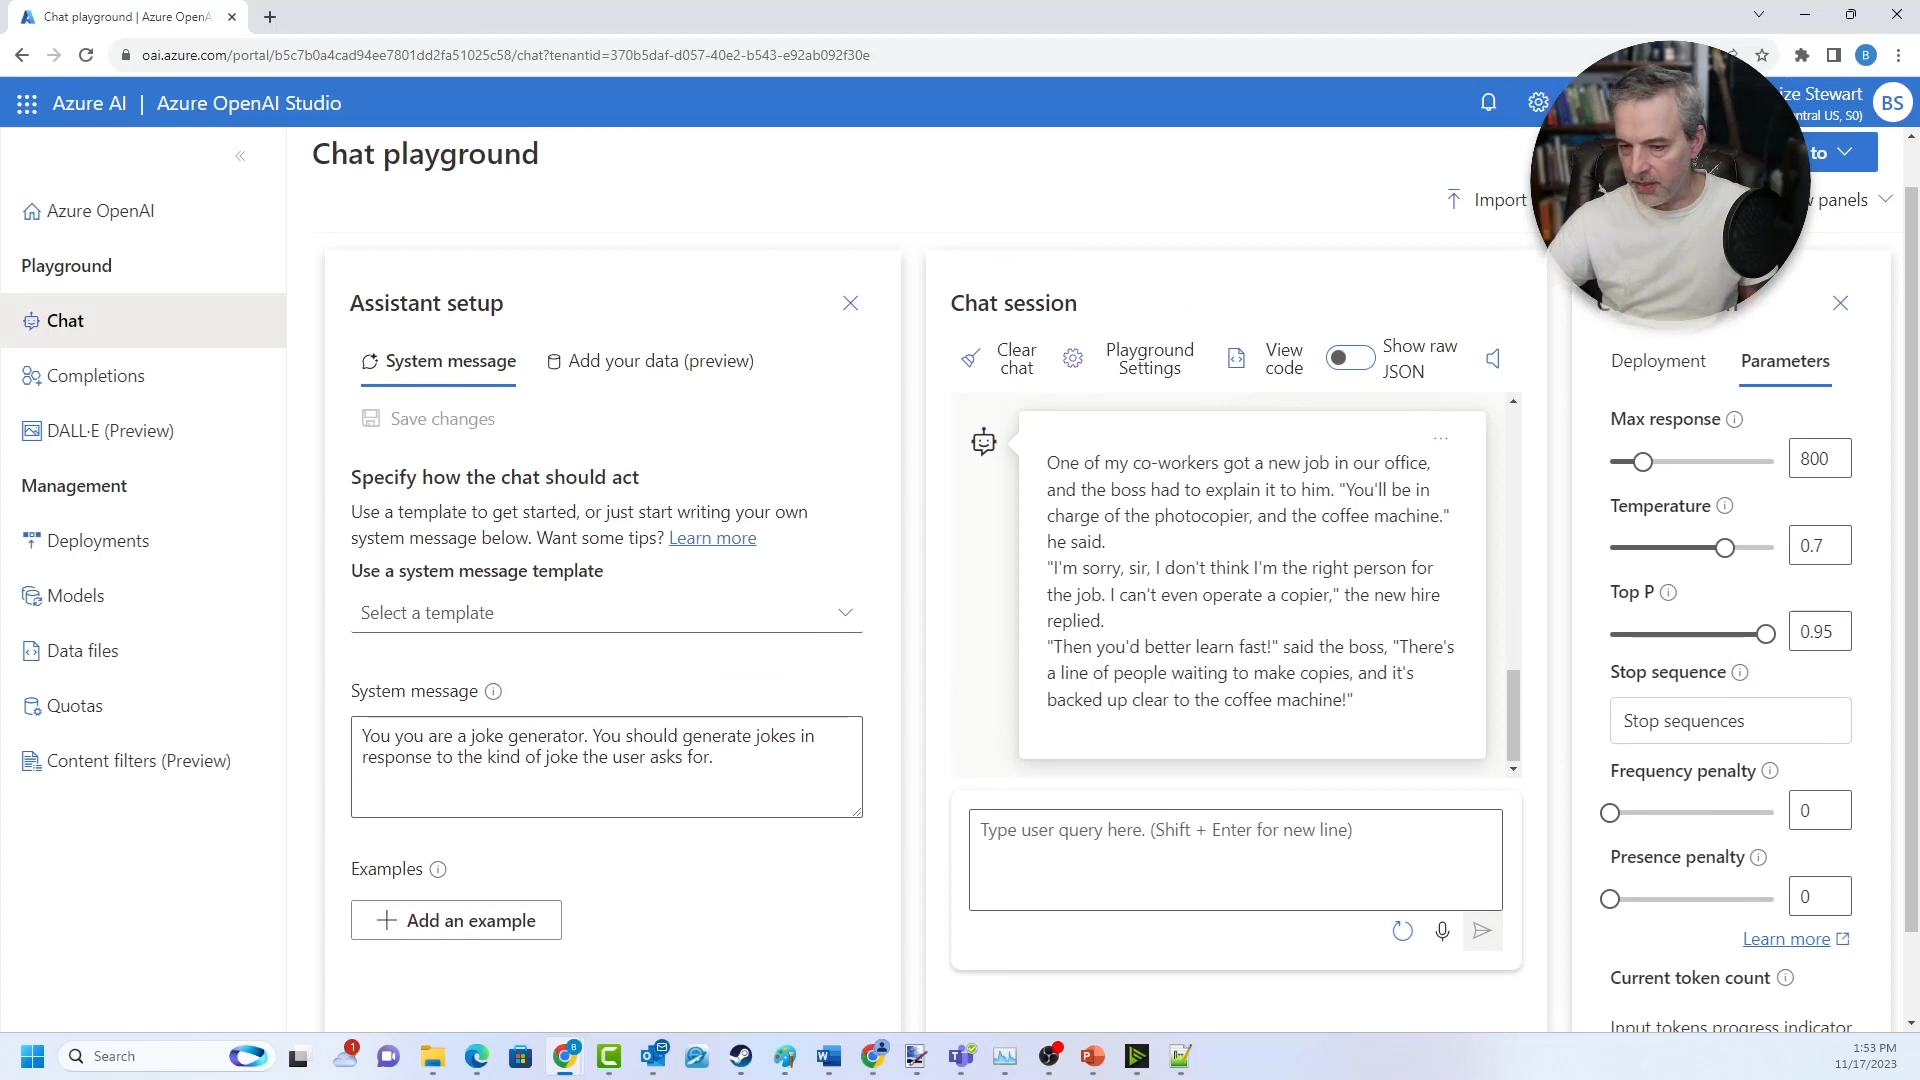 Chat playground | Azure OpenA
oai.azure.com/portal/b5c7b0a4cad94ee7801dd2fa51025c58/chat?tenantid=370b5daf-d057-40e2-b543-e92ab092f30e
B
Azure AI | Azure OpenAI Studio
ize Stewart
ntral US, S0)
BS
Chat playground
to
Import
panels
Azure OpenAI
Playground
Chat
Completions
DALL·E (Preview)
Management
Deployments
Models
Data files
Quotas
Content filters (Preview)
Assistant setup
System message
Add your data (preview)
Save changes
Specify how the chat should act
Use a template to get started, or just start writing your own
system message below. Want some tips? Learn more
Use a system message template
Select a template
System message
You you are a joke generator. You should generate jokes in
response to the kind of joke the user asks for.
Examples
Add an example
Chat session
Clear
chat
Playground
Settings
View
code
Show raw
JSON
One of my co-workers got a new job in our office,
and the boss had to explain it to him. "You'll be in
charge of the photocopier, and the coffee machine."
he said.
"I'm sorry, sir, I don't think I'm the right person for
the job. I can't even operate a copier," the new hire
replied.
"Then you'd better learn fast!" said the boss, "There's
a line of people waiting to make copies, and it's
backed up clear to the coffee machine!"
Type user query here. (Shift + Enter for new line)
Deployment
Parameters
Max response
800
Temperature
0.7
Top P
0.95
Stop sequence
Stop sequences
Frequency penalty
0
Presence penalty
0
Learn more
Current token count
Input tokens progress indicator
Search
1
1:53 PM
11/17/2023